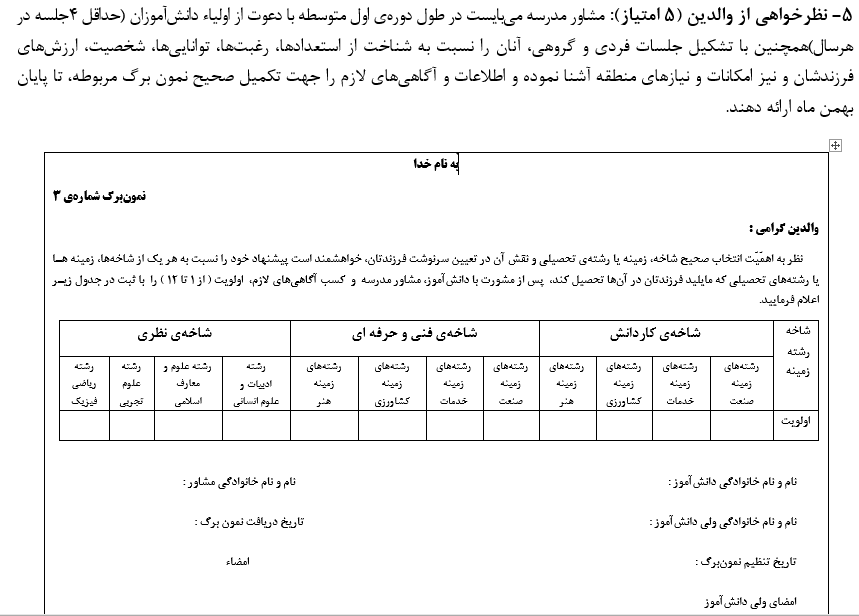 ۵- نظرخواهی از والدین (۵ امتیاز): مشاور مدرسه می‌بایست در طول دوره‌ی اول متوسطه با دعوت از اولیاء دانش‌آموزان (حداقل ۴جلسه در
هرسال)همچنین با تشکیل جلسات فردی و گروهی، آنان را نسبت به شناخت از استعدادها، رغبت‌ها، توانایی‌ها، شخصیت، ارزش‌های
فرزندشان و نیز امکانات و نیازهای منطقه آشنا نموده و اطلاعات و آگاهی‌های لازم را جهت تکمیل صحیح نمون برگ مربوطه، تا پایان
بهمن ماه ارائه دهند.
به نام خدا
نمون‌برگ شماره‌ی ۳
والدین گرامی :
نظر به اهمّیّت انتخاب صحیح شاخه، زمینه یا رشته‌ی تحصیلی و نقش آن در تعیین سرنوشت فرزندتان، خواهشمند است پیشنهاد خود را نسبت به هر یک از شاخه‌ها، زمینه هـا
یا رشته‌های تحصیلی که مایلید فرزندتان در آن‌ها تحصیل کند، پس از مشورت با دانش‌آموز، مشاور مدرسه و کسب آگاهی‌های لازم، اولویت ( از ۱ تا ۱۲ ) را با ثبت در جدول زیـر
اعلام فرمایید.
شاخه
رشته
زمینه
شاخه‌ی کاردانش
شاخه‌ی فنی و حرفه ای
شاخه‌ی نظری
رشته‌های
زمینه
صنعت
رشته‌های
زمینه
خدمات
رشته‌های
زمینه
کشاورزی
رشته‌های
زمینه
هنر
رشته‌های
زمینه
صنعت
رشته‌های
زمینه
خدمات
رشته‌های
زمینه
کشاورزی
رشته‌های
زمینه
هنر
رشته
ادبیات و
علوم انسانی
رشته علوم و
معارف
اسلامی
رشته
علوم
تجربی
رشته
ریاضی
فیزیک
اولویت
نام و نام خانوادگی دانش‌آموز :
نام و نام خانوادگی مشاور :
نام و نام خانوادگی ولی دانش‌آموز :
تاریخ دریافت نمون برگ :
تاریخ تنظیم نمون‌برگ :
امضاء
امضای ولی دانش‌آموز